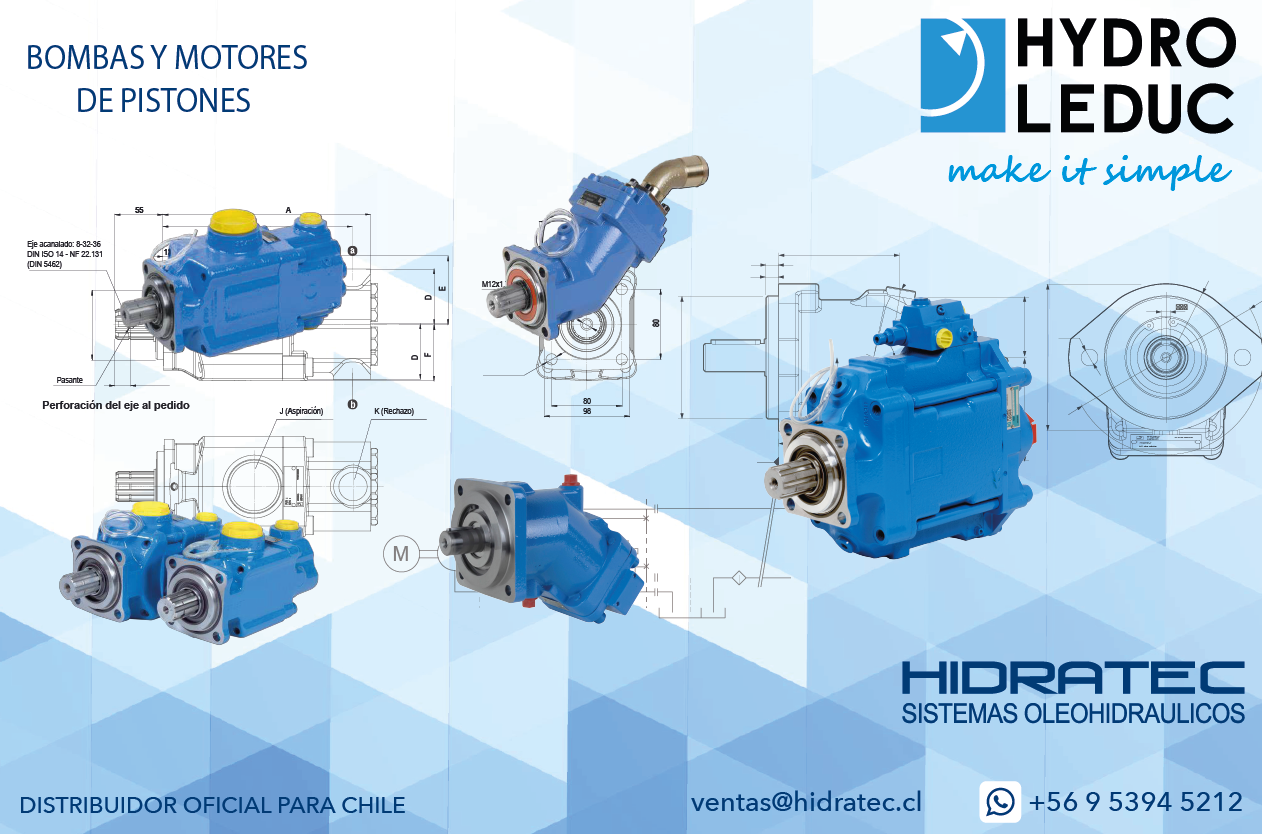 BOMBAS Y MOTORES
DE PISTONES
HYDRO
LEDUC
make it simple
55
A
Eje acanalado: 8-32-36
DIN ISO 14 - NF 22.131
(DIN 5462)
1
a
E
D
D
F
Pasante
b
Perforación del eje al pedido
J (Aspiración)
K (Rechazo)
M12x1
80
80
98
M
HIDRATEC
SISTEMAS OLEOHIDRAULICOS
DISTRIBUIDOR OFICIAL PARA CHILE
ventas@hidratec.cl
+56 9 5394 5212